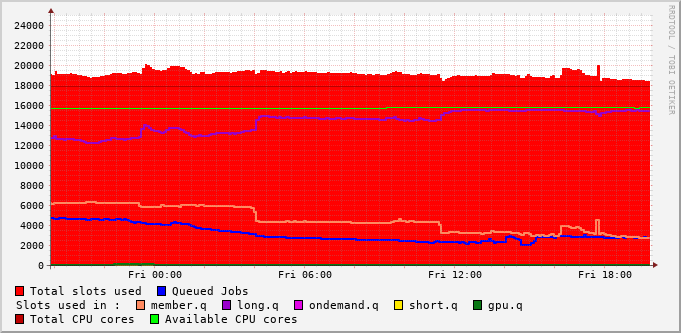 RRDTOOL / TOBI OETIKER
24000
22000
20000
18000
16000
14000
12000
10000
8000
6000
4000
2000
0
Fri 00:00 Fri 06:00 Fri 12:00 Fri 18:00
Total slots used Queued Jobs
Slots used in : member.q long.q ondemand.q short.q gpu.q
Total CPU cores Available CPU cores